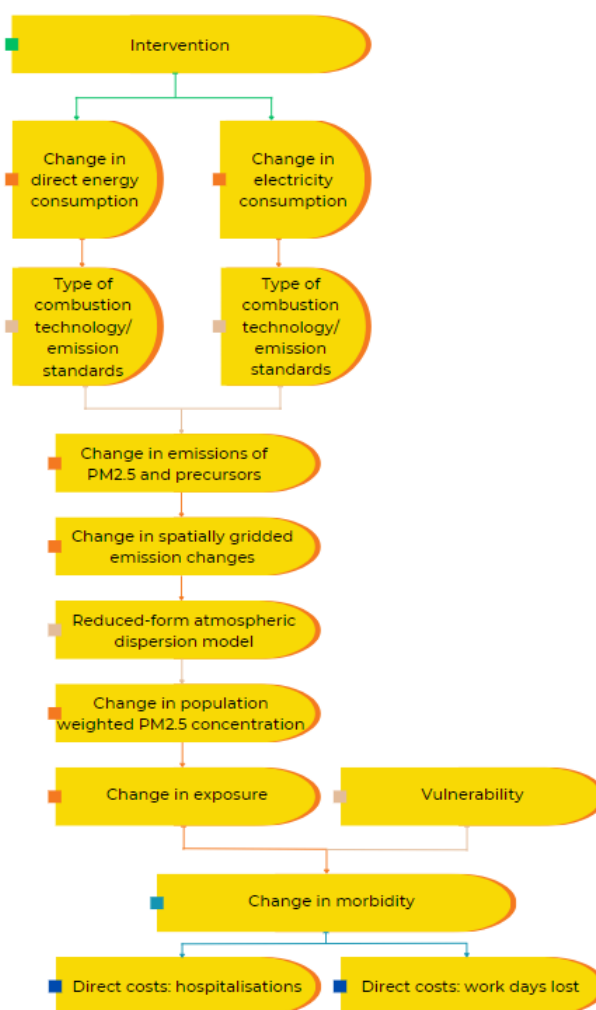 Intervention
Change in
direct energy
consumption
Change in
electricity
consumption
Type of
combustion
technology/
emission
standards
Type of
combustion
technology/
emission
standards
Change in emissions of
PM2.5 and precursors
Change in spatially gridded
emission changes
Reduced-form atmospheric
dispersion model
Change in population
weighted PM2.5 concentration
Change in exposure
Vulnerability
Change in morbidity
Direct costs: hospitalisations
Direct costs: work days lost